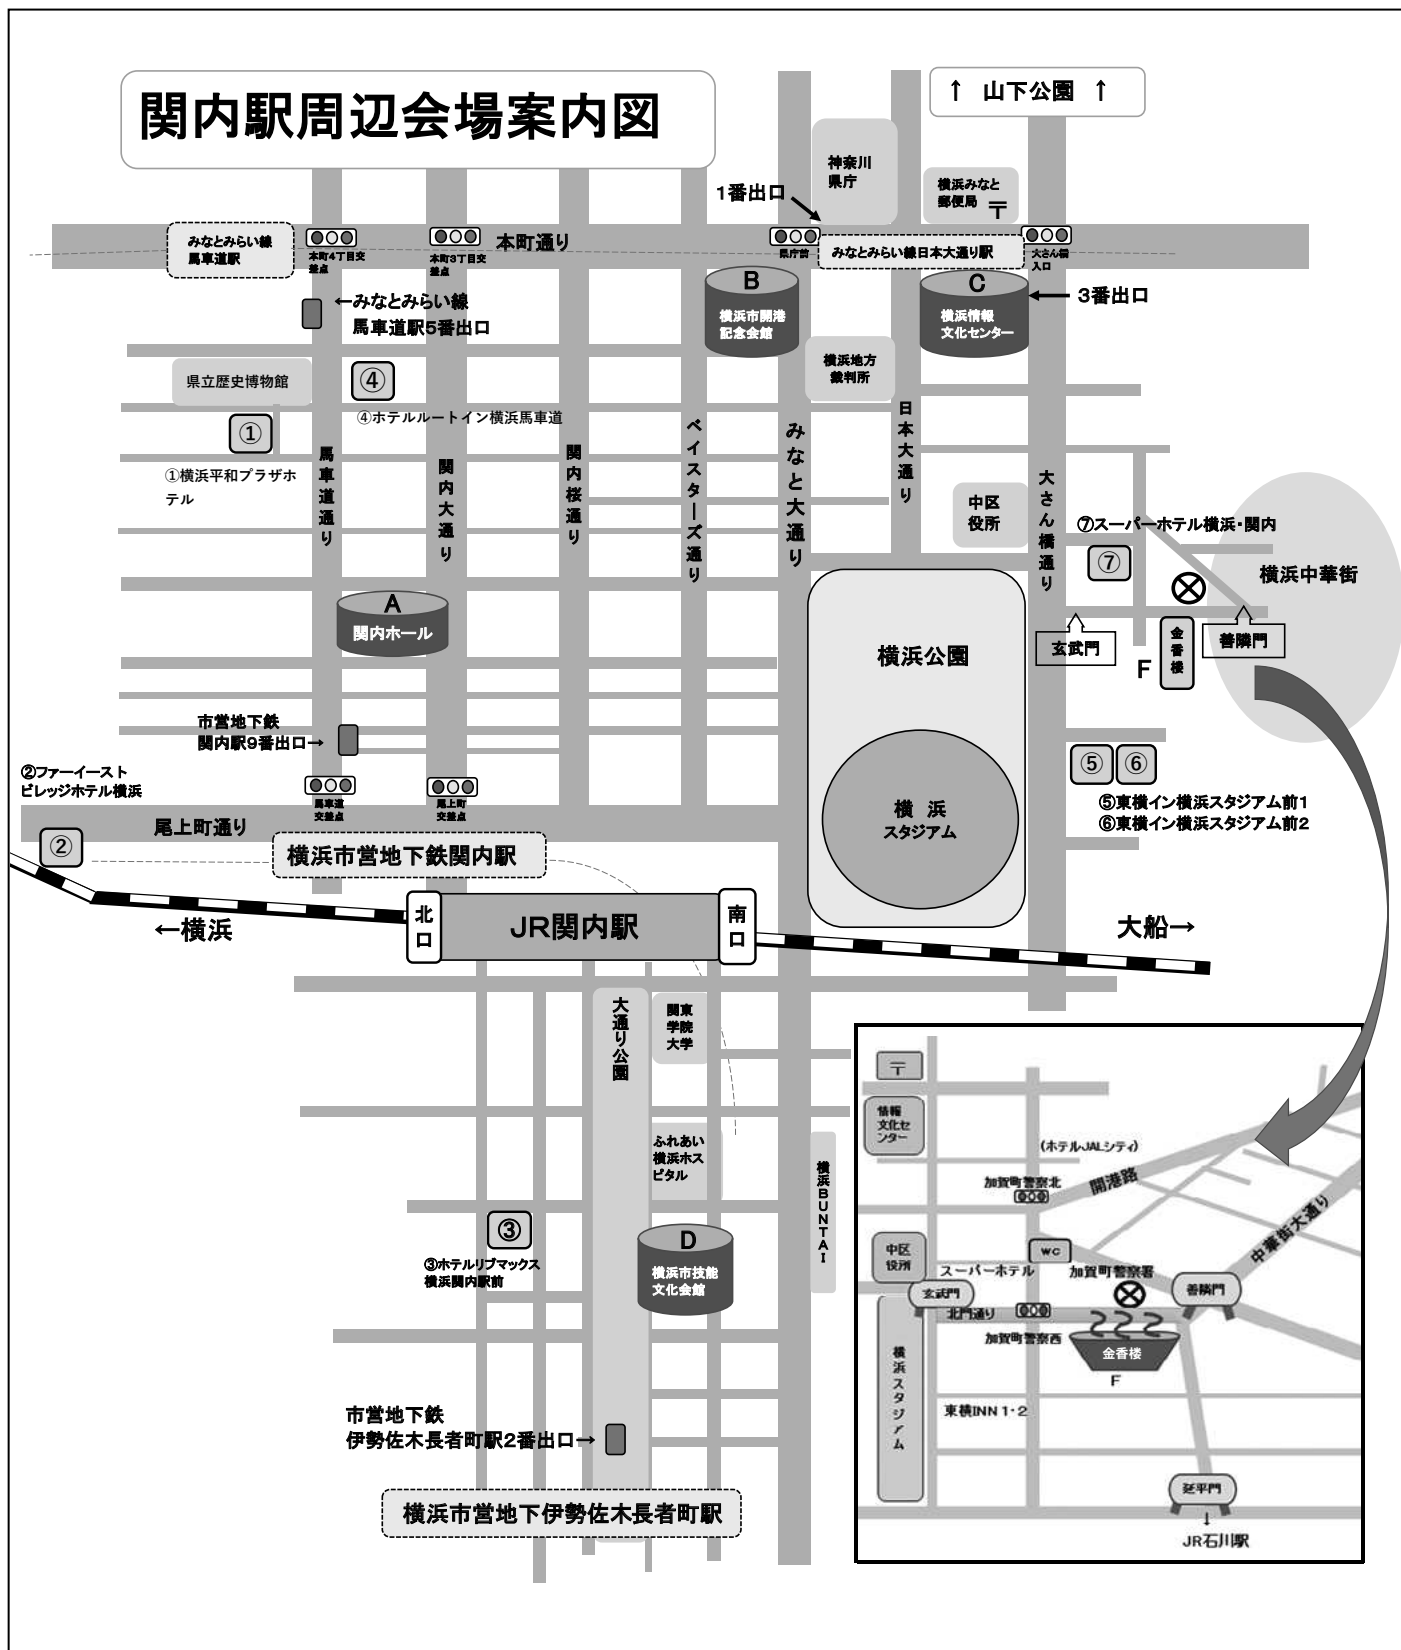 関内駅周辺会場案内図
↑ 山下公園 ↑
神奈川
県庁
横浜みなと
郵便局 〒
1番出口
みなとみらい線
馬車道駅
本町4丁目交
差点
本町3丁目交
差点
本町通り
県庁前
みなとみらい線日本大通り駅
大さん橋
入口
←みなとみらい線
馬車道駅5番出口
B
横浜市開港
記念会館
C
横浜情報
文化センター
3番出口
県立歴史博物館
④
④ホテルルートイン横浜馬車道
横浜地方
裁判所
①
①横浜平和プラザホ
テル
馬車道通り
関内大通り
関内桜通り
ベイスターズ通り
みなと大通り
日本大通り
大さん橋通り
中区
役所
⑦スーパーホテル横浜・関内
⑦
横浜中華街
A
関内ホール
横浜公園
玄武門
金香楼
善隣門
F
市営地下鉄
関内駅9番出口→
②ファーイースト
ビレッジホテル横浜
馬車道
交差点
尾上町
交差点
横浜
スタジアム
⑤
⑥
⑤東横イン横浜スタジアム前1
⑥東横イン横浜スタジアム前2
尾上町通り
②
横浜市営地下鉄関内駅
←横浜
北口
JR関内駅
南口
大船→
大通り公園
関東
学院
大学
ふれあい
横浜ホス
ピタル
横浜BUNTAI
③
③ホテルリブマックス
横浜関内駅前
D
横浜市技能
文化会館
市営地下鉄
伊勢佐木長者町駅2番出口→
横浜市営地下伊勢佐木長者町駅
〒
情報
文化セ
ンター
(ホテルJALシティ)
加賀町警察北
開港路
中華街大通り
中区
役所
WC
スーパーホテル
加賀町警察署
玄武門
善隣門
北門通り
加賀町警察西
金香楼
F
横浜スタジアム
東横INN 1・2
延平門
↓
JR石川駅